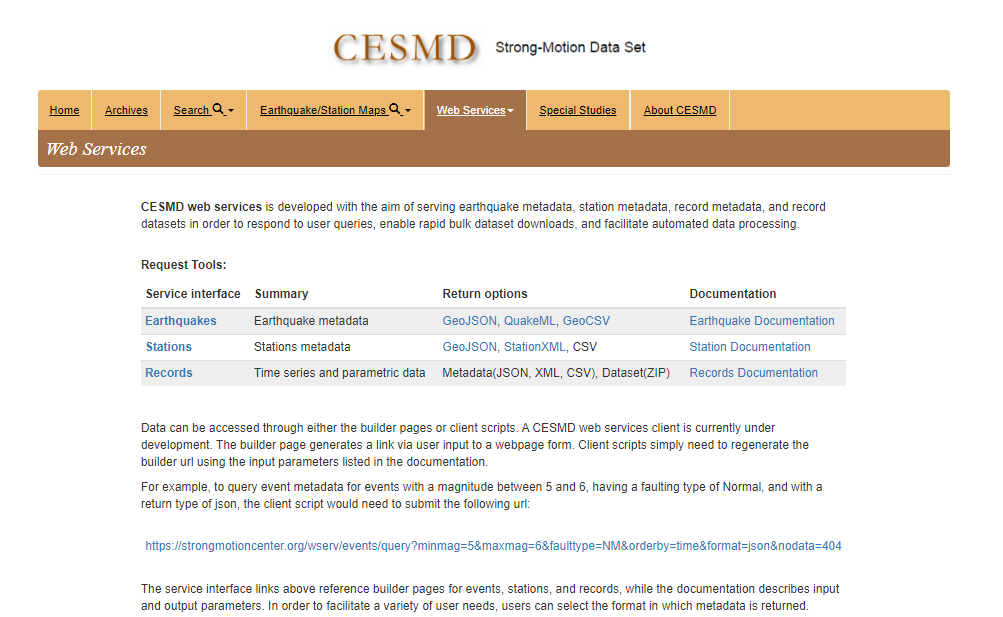 CESMD Strong-Motion Data Set
Home Archives Search Earthquake/Station Maps Web Services Special Studies About CESMD
Web Services
CESMD web services is developed with the aim of serving earthquake metadata, station metadata, record metadata, and record
datasets in order to respond to user queries, enable rapid bulk dataset downloads, and facilitate automated data processing.
Request Tools:
Service interface Summary Return options Documentation
Earthquakes Earthquake metadata GeoJSON, QuakeML, GeoCSV Earthquake Documentation
Stations Stations metadata GeoJSON, StationXML, CSV Station Documentation
Records Time series and parametric data Metadata(JSON, XML, CSV), Dataset(ZIP) Records Documentation
Data can be accessed through either the builder pages or client scripts. A CESMD web services client is currently under
development. The builder page generates a link via user input to a webpage form. Client scripts simply need to regenerate the
builder url using the input parameters listed in the documentation.
For example, to query event metadata for events with a magnitude between 5 and 6, having a faulting type of Normal, and with a
return type of json, the client script would need to submit the following url:
https://strongmotioncenter.org/wserv/events/query?minmag=5&maxmag=6&faulttype=NM&orderby=time&format=json&nodata=404
The service interface links above reference builder pages for events, stations, and records, while the documentation describes input
and output parameters. In order to facilitate a variety of user needs, users can select the format in which metadata is returned.